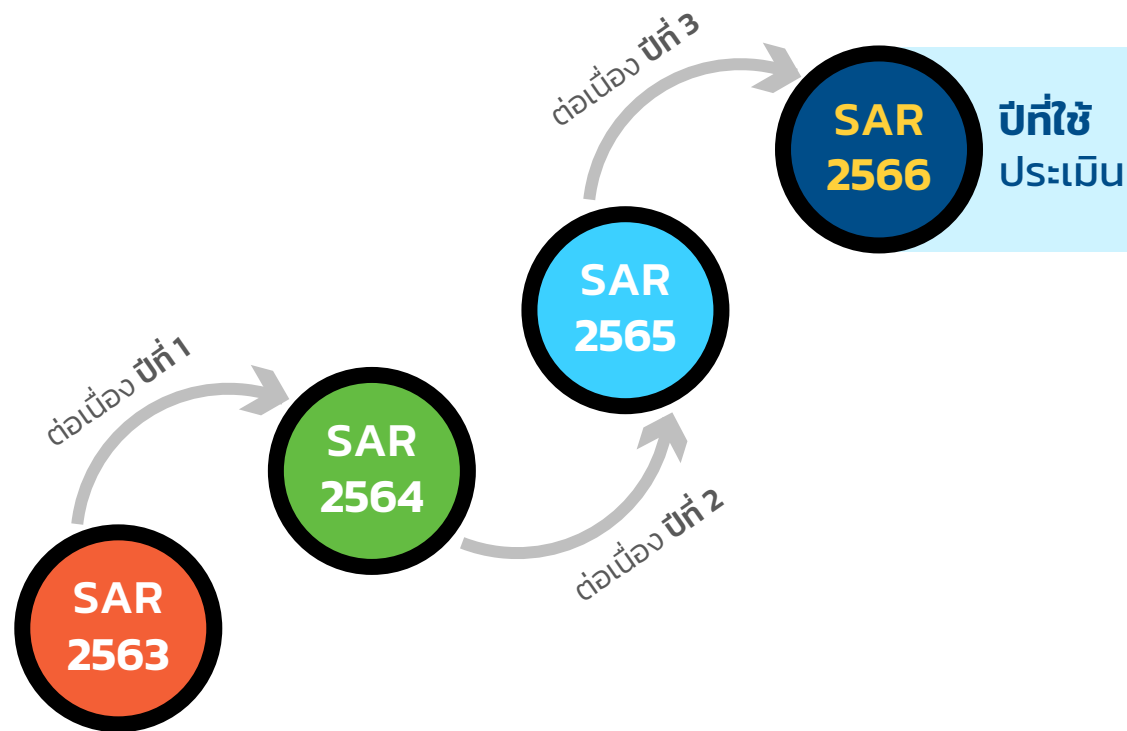 ต่อเนื่อง ปีที่ 3
SAR
2566
ปีที่ใช้
ประเมิน
SAR
2565
ต่อเนื่อง ปีที่ 1
SAR
2564
ต่อเนื่อง ปีที่ 2
SAR
2563